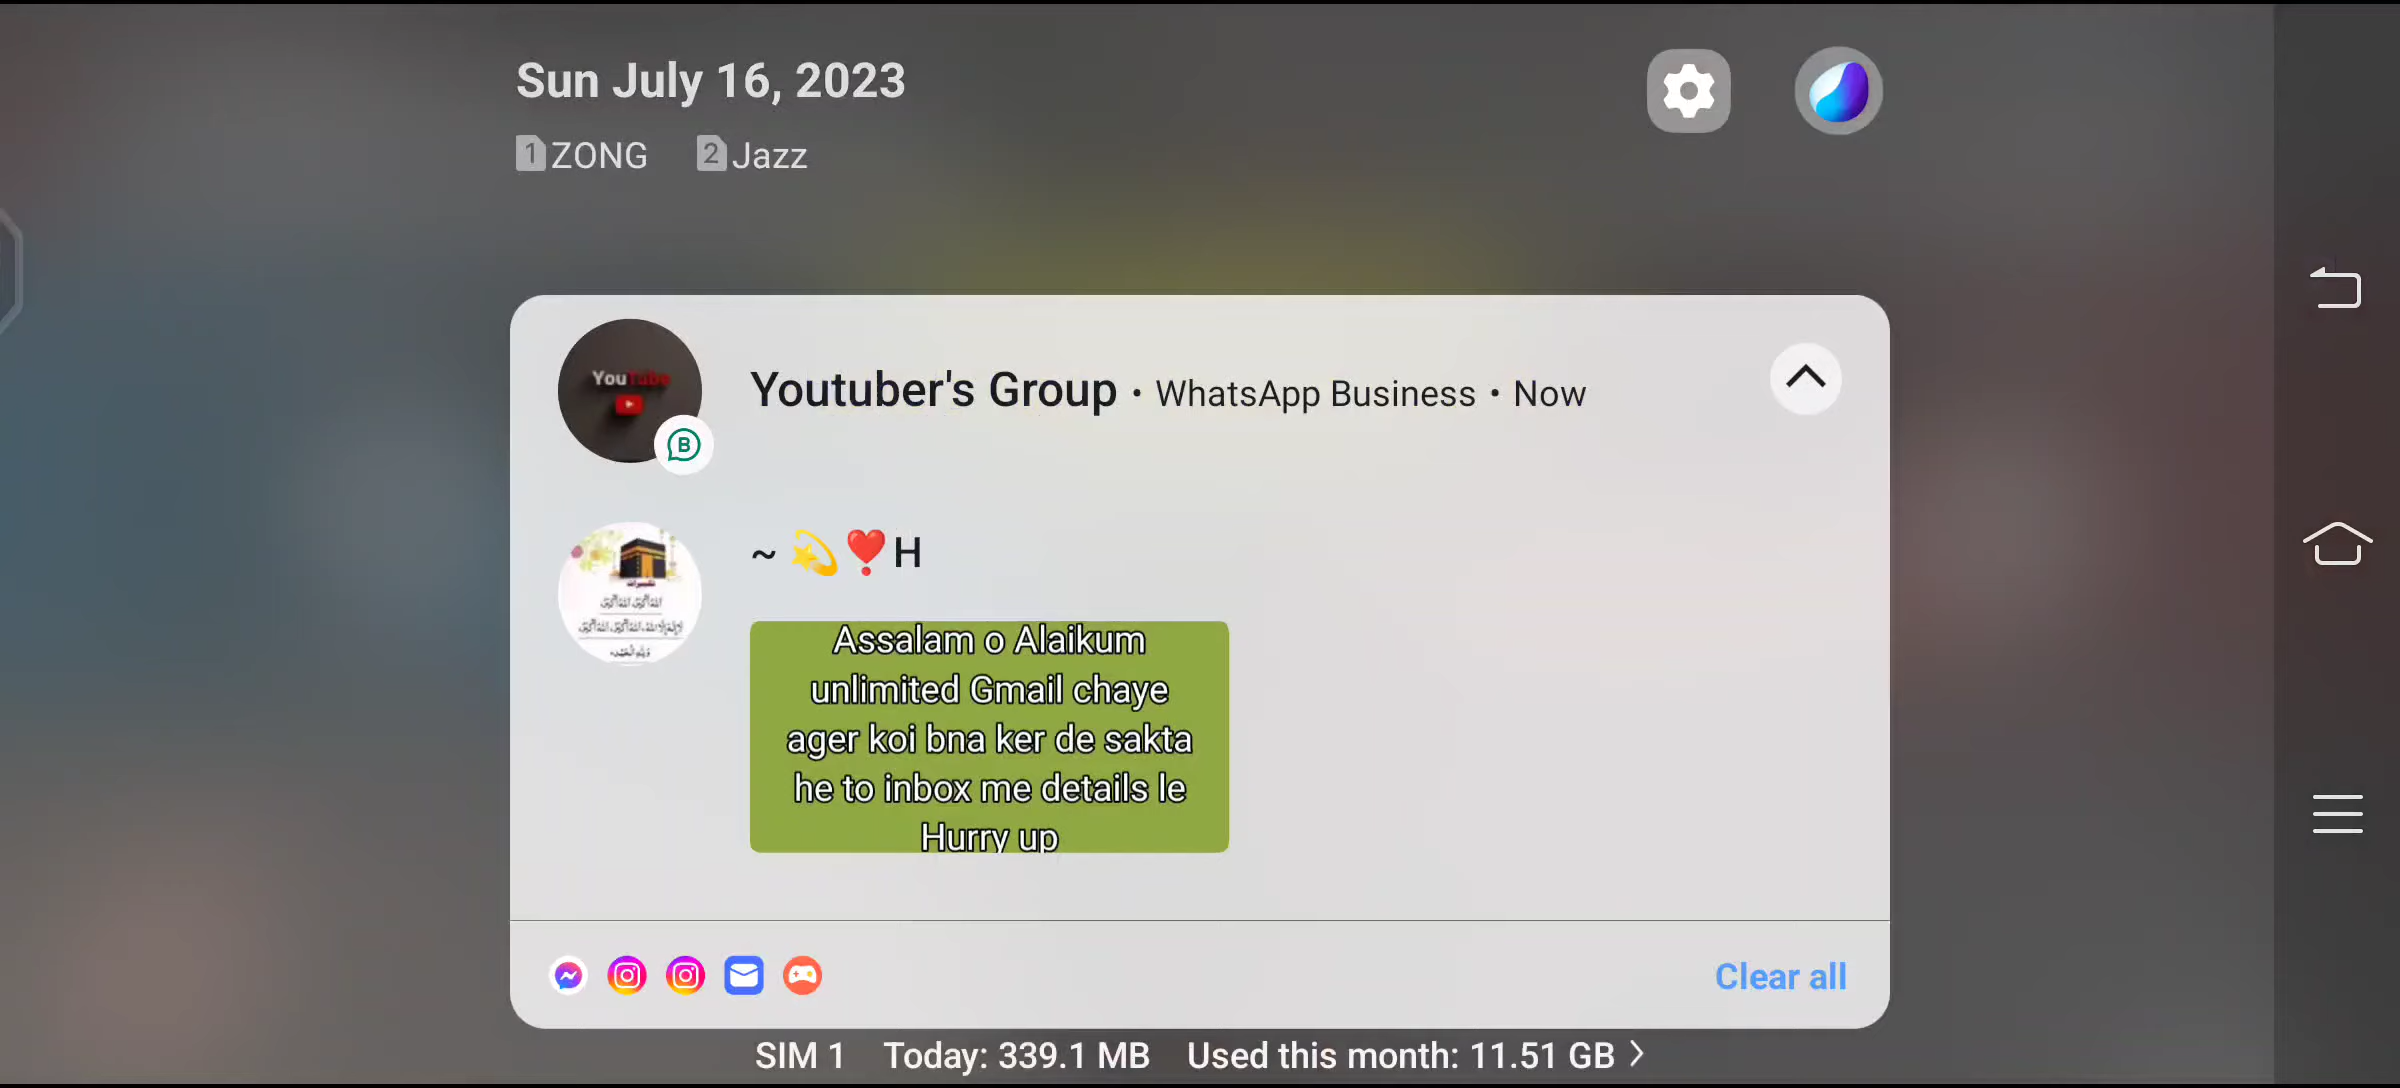 Sun July 16, 2023
1 ZONG 2 Jazz
YouTube
Youtuber's Group • WhatsApp Business • Now
B
~ 💫❣️H
Assalam o Alaikum
unlimited Gmail chaye
ager koi bna ker de sakta
he to inbox me details le
Hurry up
Clear all
SIM 1 Today: 339.1 MB Used this month: 11.51 GB >